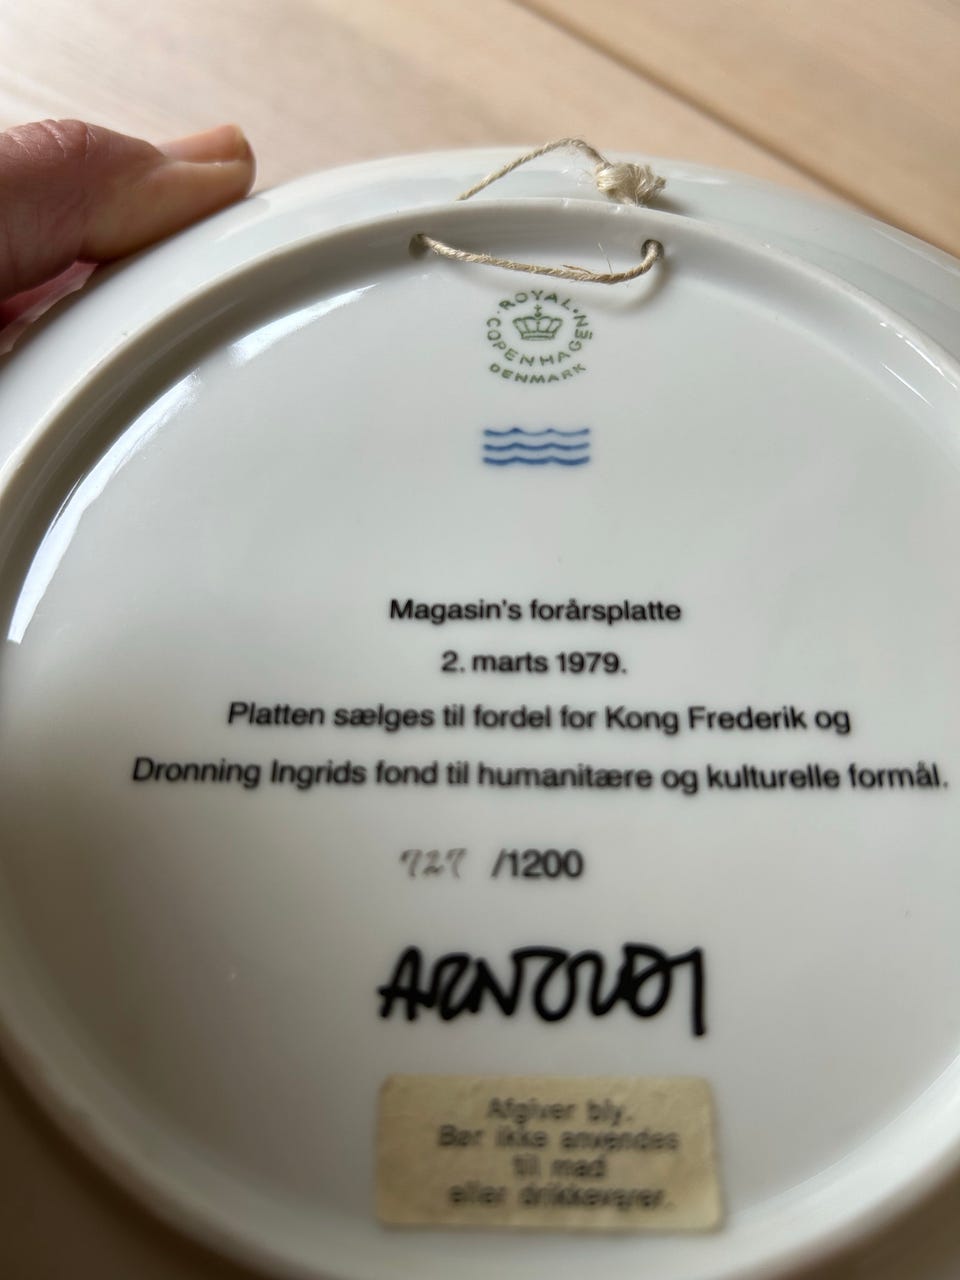 ROYAL
COPENHAGEN
DENMARK
Magasin's forårsplatte
2. marts 1979.
Platten sælges til fordel for Kong Frederik og
Dronning Ingrids fond til humanitære og kulturelle formål.
727 /1200
ARNOLDI
Afgiver bly.
Bør ikke anvendes
til mad
eller drikkevarer.